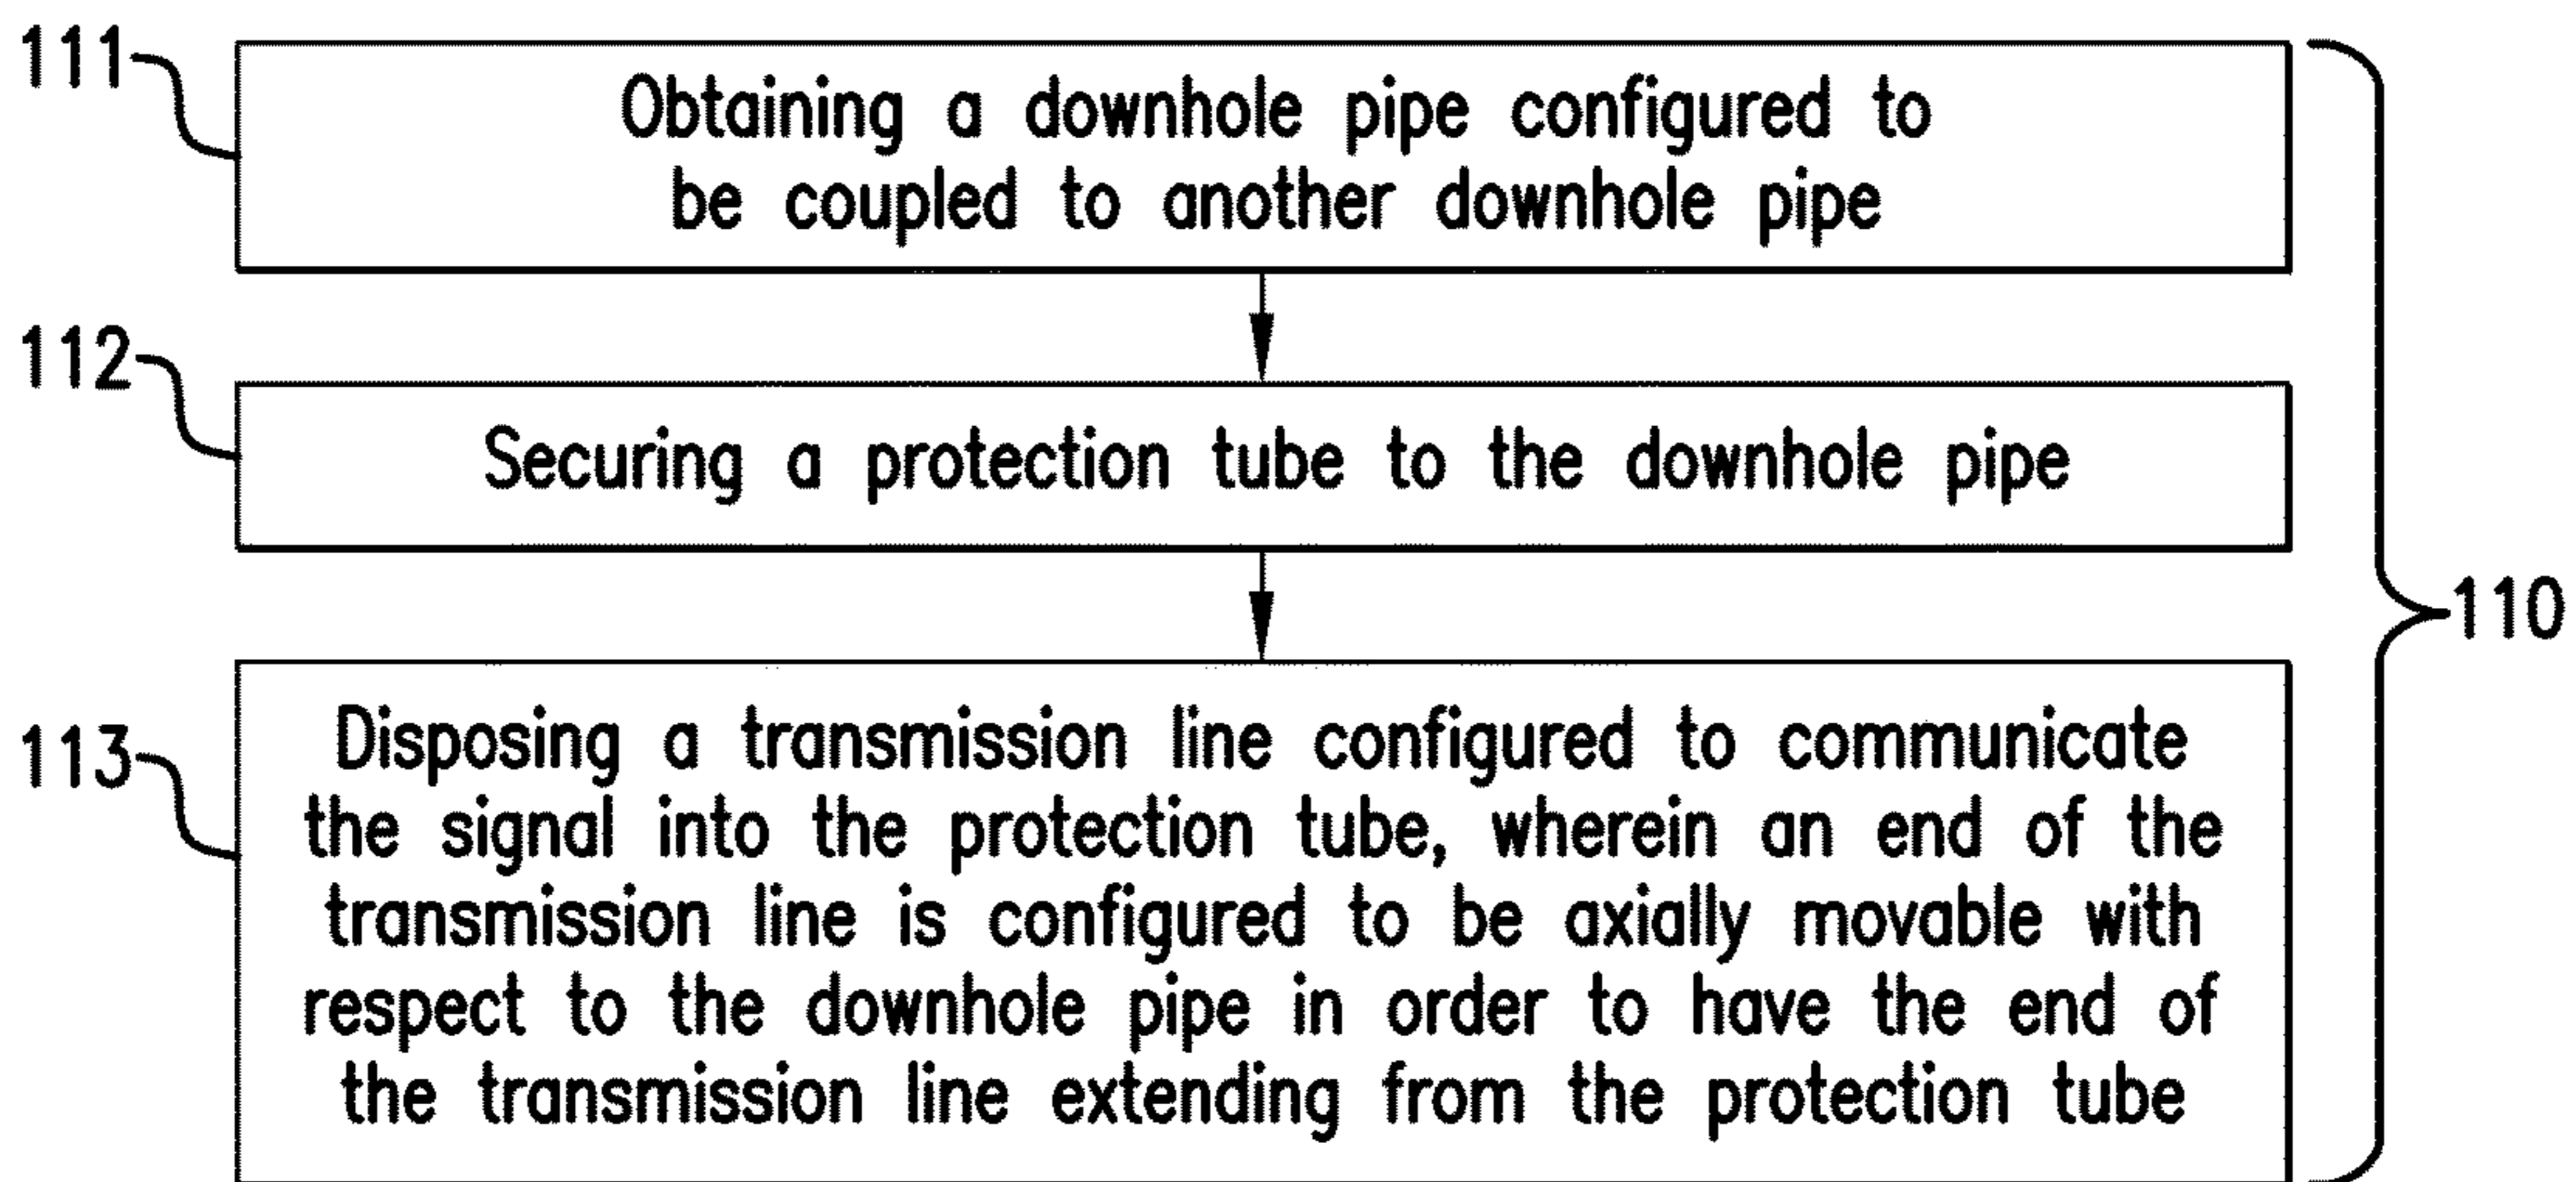 111
Obtaining a downhole pipe configured to
be coupled to another downhole pipe
112
Securing a protection tube to the downhole pipe
110
113
Disposing a transmission line configured to communicate
the signal into the protection tube, wherein an end of the
transmission line is configured to be axially movable with
respect to the downhole pipe in order to have the end of
the transmission line extending from the protection tube